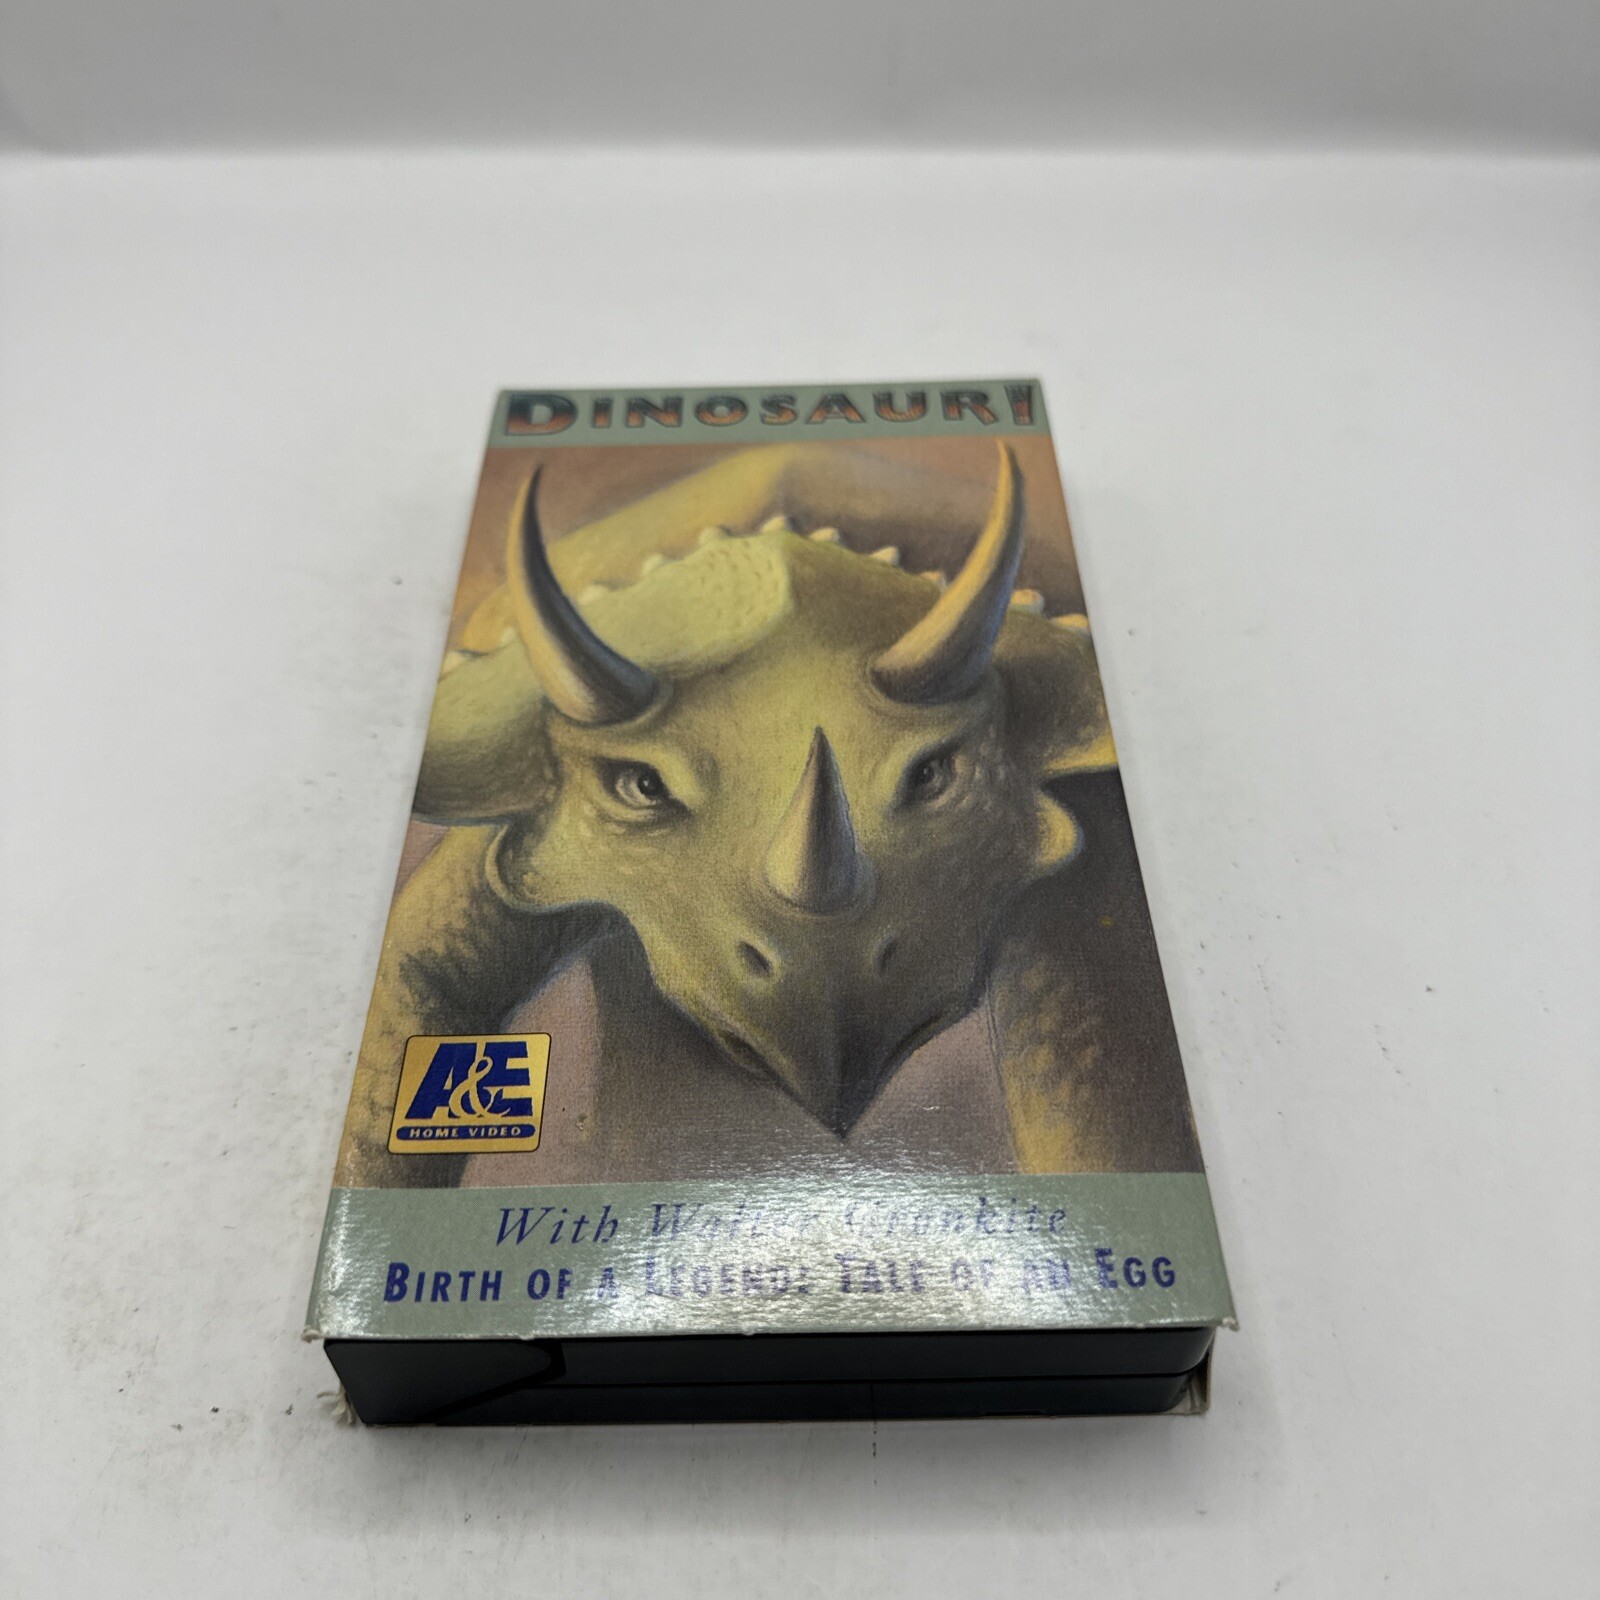 DINOSAUR!
A&E
HOME VIDEO
With Walter Cronkite
BIRTH OF A LEGEND: TALE OF AN EGG